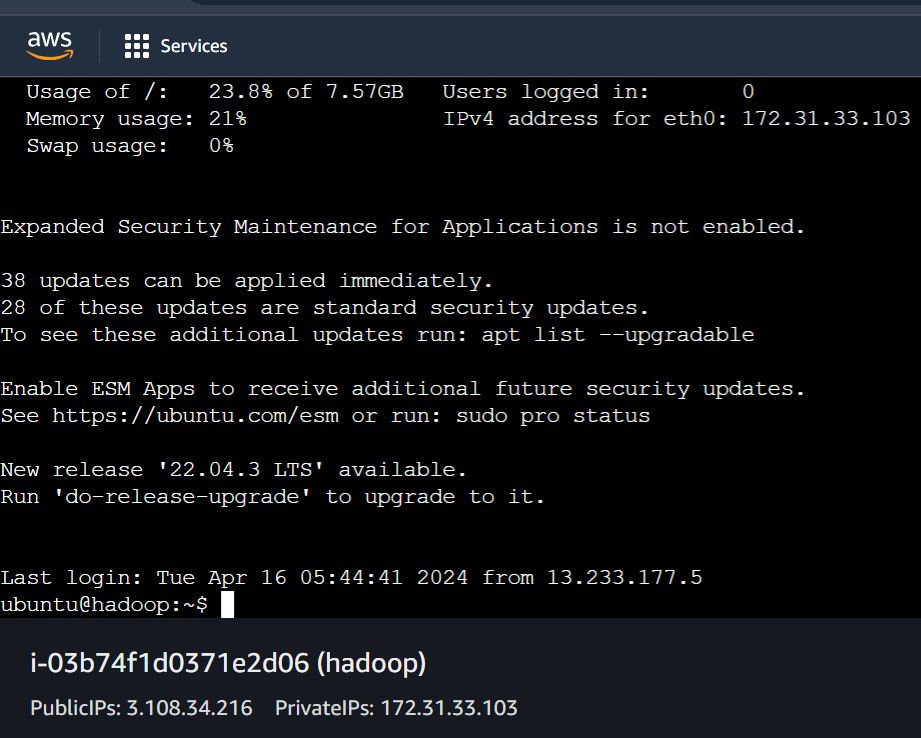 aws Services
Usage of /: 23.8% of 7.57GB Users logged in: 0
Memory usage: 21% IPv4 address for eth0: 172.31.33.103
Swap usage: 0%
Expanded Security Maintenance for Applications is not enabled.
38 updates can be applied immediately.
28 of these updates are standard security updates.
To see these additional updates run: apt list --upgradable
Enable ESM Apps to receive additional future security updates.
See https://ubuntu.com/esm or run: sudo pro status
New release '22.04.3 LTS' available.
Run 'do-release-upgrade' to upgrade to it.
Last login: Tue Apr 16 05:44:41 2024 from 13.233.177.5
ubuntu@hadoop:~$
i-03b74f1d0371e2d06 (hadoop)
PublicIPs: 3.108.34.216 PrivateIPs: 172.31.33.103